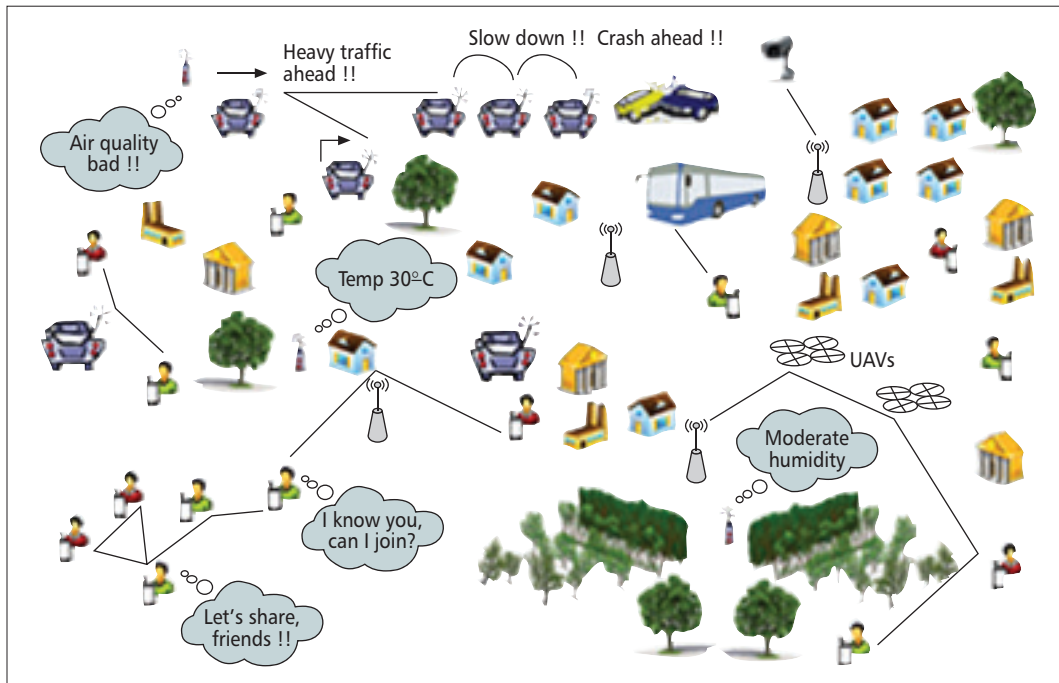 Heavy traffic
ahead !!
Slow down !!
Crash ahead !!
Air quality
bad !!
Temp 30ºC
UAVs
Moderate
humidity
I know you,
can I join?
Let's share,
friends !!